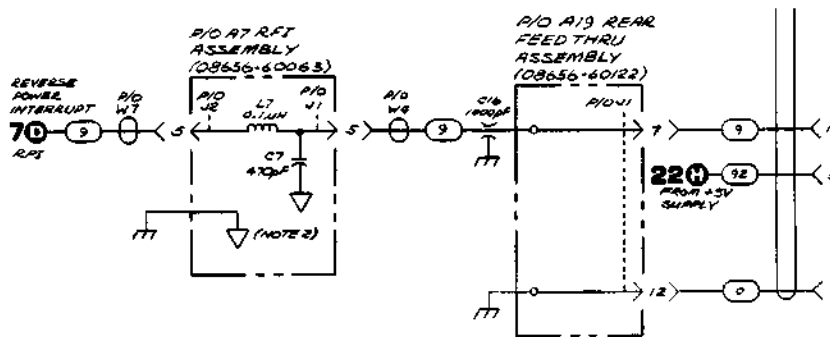 P/O A7 RFI
ASSEMBLY
(08656-60063)
P/O A19 REAR
FEED THRU
ASSEMBLY
(08656-60122)
REVERSE
POWER
INTERRUPT
7 D
RPI
9
P/O
W7
5
P/O
J2
L7
0.1µH
P/O
J1
C7
470pF
(NOTE 2)
5
P/O
W4
9
C16
1000pF
P/O J1
7
9
22 H
FROM +5V
SUPPLY
92
12
0